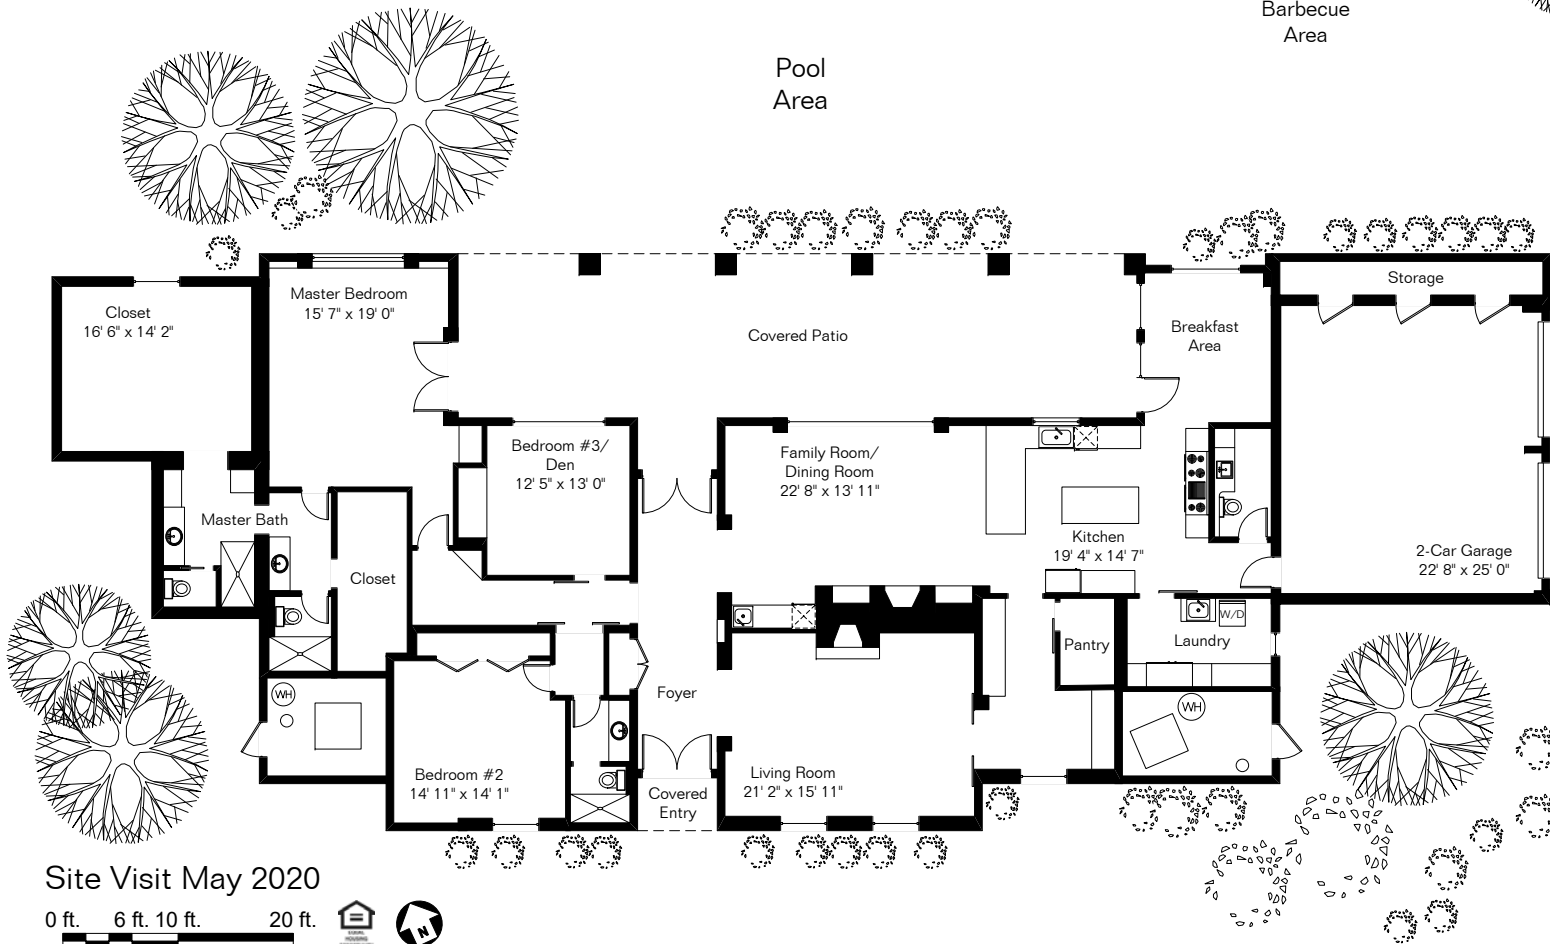 Barbecue
Area
Pool
Area
Storage
Master Bedroom
15' 7" x 19' 0"
Closet
16' 6" x 14' 2"
Covered Patio
Breakfast
Area
Bedroom #3/
Den
12' 5" x 13' 0"
Family Room/
Dining Room
22' 8" x 13' 11"
Master Bath
Kitchen
19' 4" x 14' 7"
2-Car Garage
22' 8" x 25' 0"
Closet
W/D
Pantry
Laundry
WH
Foyer
WH
Bedroom #2
14' 11" x 14' 1"
Living Room
21' 2" x 15' 11"
Covered
Entry
Site Visit May 2020
0 ft. 6 ft. 10 ft. 20 ft.
EQUAL
HOUSING
N